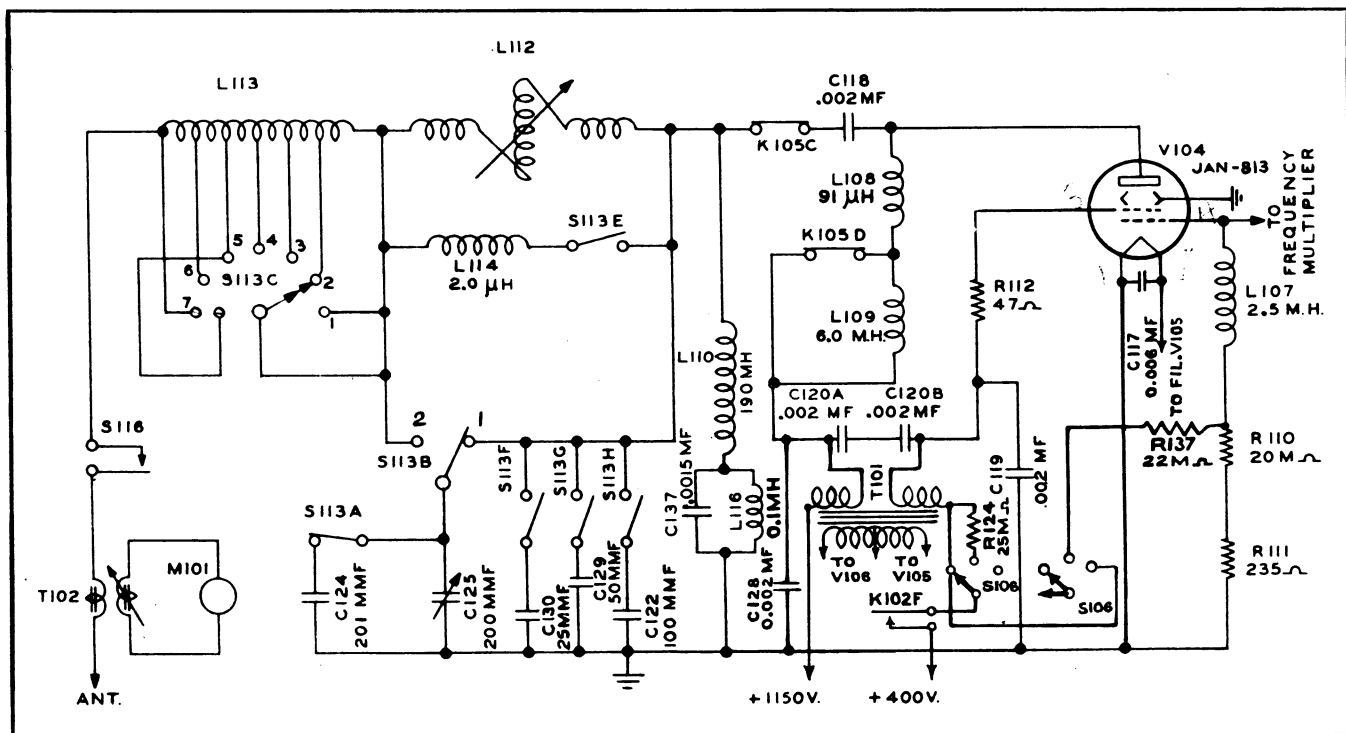 L112
L113
C118
.002MF
K105C
V104
JAN-813
TO
FREQUENCY
MULTIPLIER
L108
91 µH
S113E
K105D
L114
2.0 µH
5
4
3
6
S113C
2
7
1
R112
47Ω
L107
2.5 M.H.
L109
6.0 M.H.
C117
0.006 MF
TO FIL.V105
L110
190 MH
C120A
.002 MF
C120B
.002MF
2
1
S113B
S116
S113F
S113G
S113H
C137
.0015MF
L116
0.1MH
T101
C119
.002 MF
R137
22MΩ
R110
20MΩ
R124
25MΩ
S113A
TO
V106
TO
V105
S106
S106
R111
235Ω
T102
M101
C124
201 MMF
C125
200MMF
C130
25MMF
C129
50MMF
C122
100 MMF
C128
0.002MF
K102F
ANT.
+1150V.
+400V.